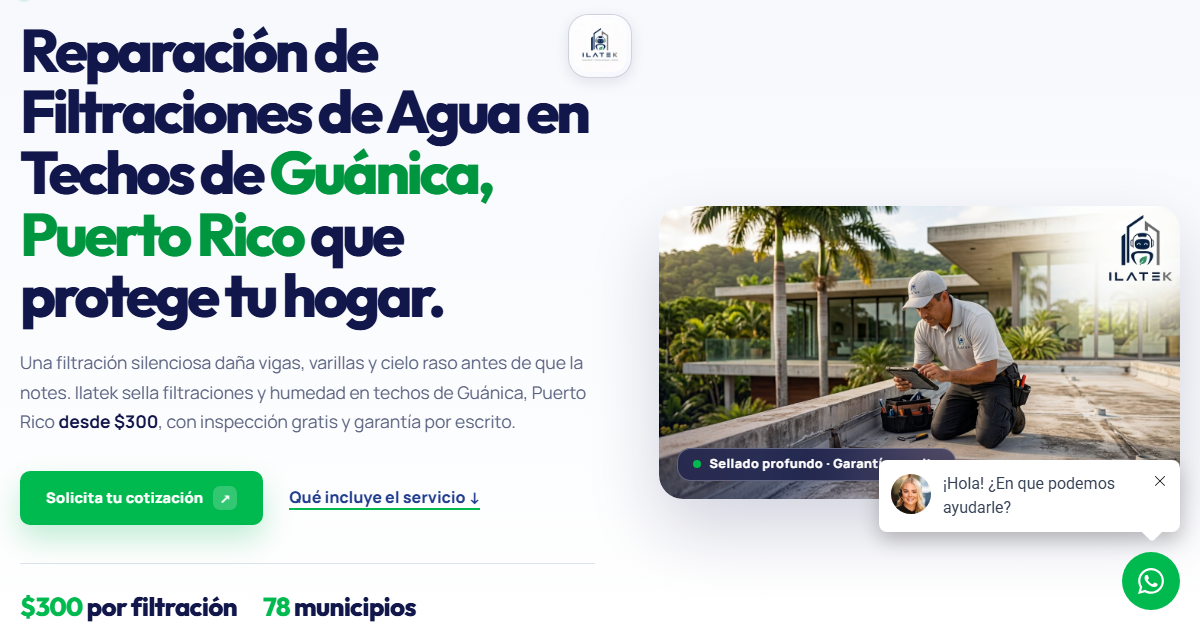 Reparación de
Filtraciones de Agua en
Techos de Guánica,
Puerto Rico que
protege tu hogar.
Una filtración silenciosa daña vigas, varillas y cielo raso antes de que la
notes. Ilatek sella filtraciones y humedad en techos de Guánica, Puerto
Rico desde $300, con inspección gratis y garantía por escrito.
Solicita tu cotización ↗
Qué incluye el servicio ↓
$300 por filtración
78 municipios
ILATEK
ILATEK
Sellado profundo · Garantía
¡Hola! ¿En que podemos
ayudarle?